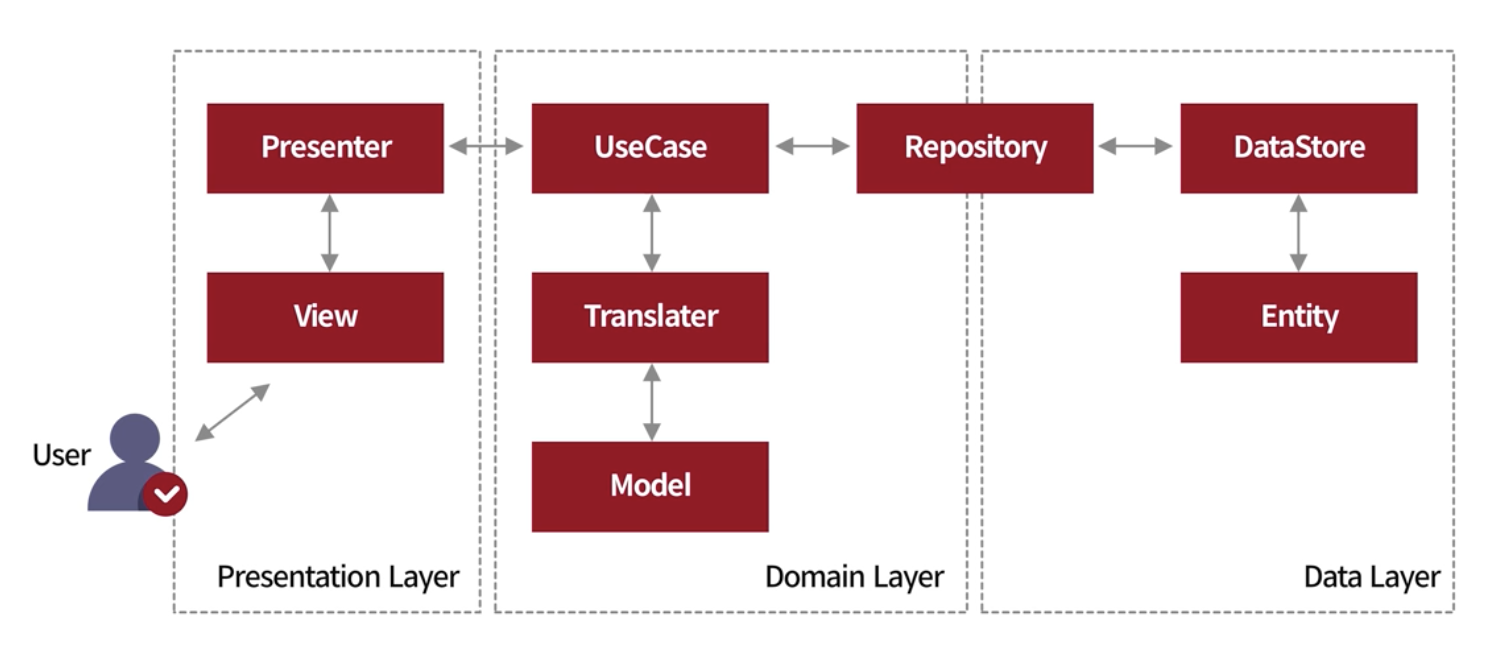 Presenter
UseCase
Repository
DataStore
View
Translater
Entity
User
Model
Presentation Layer
Domain Layer
Data Layer